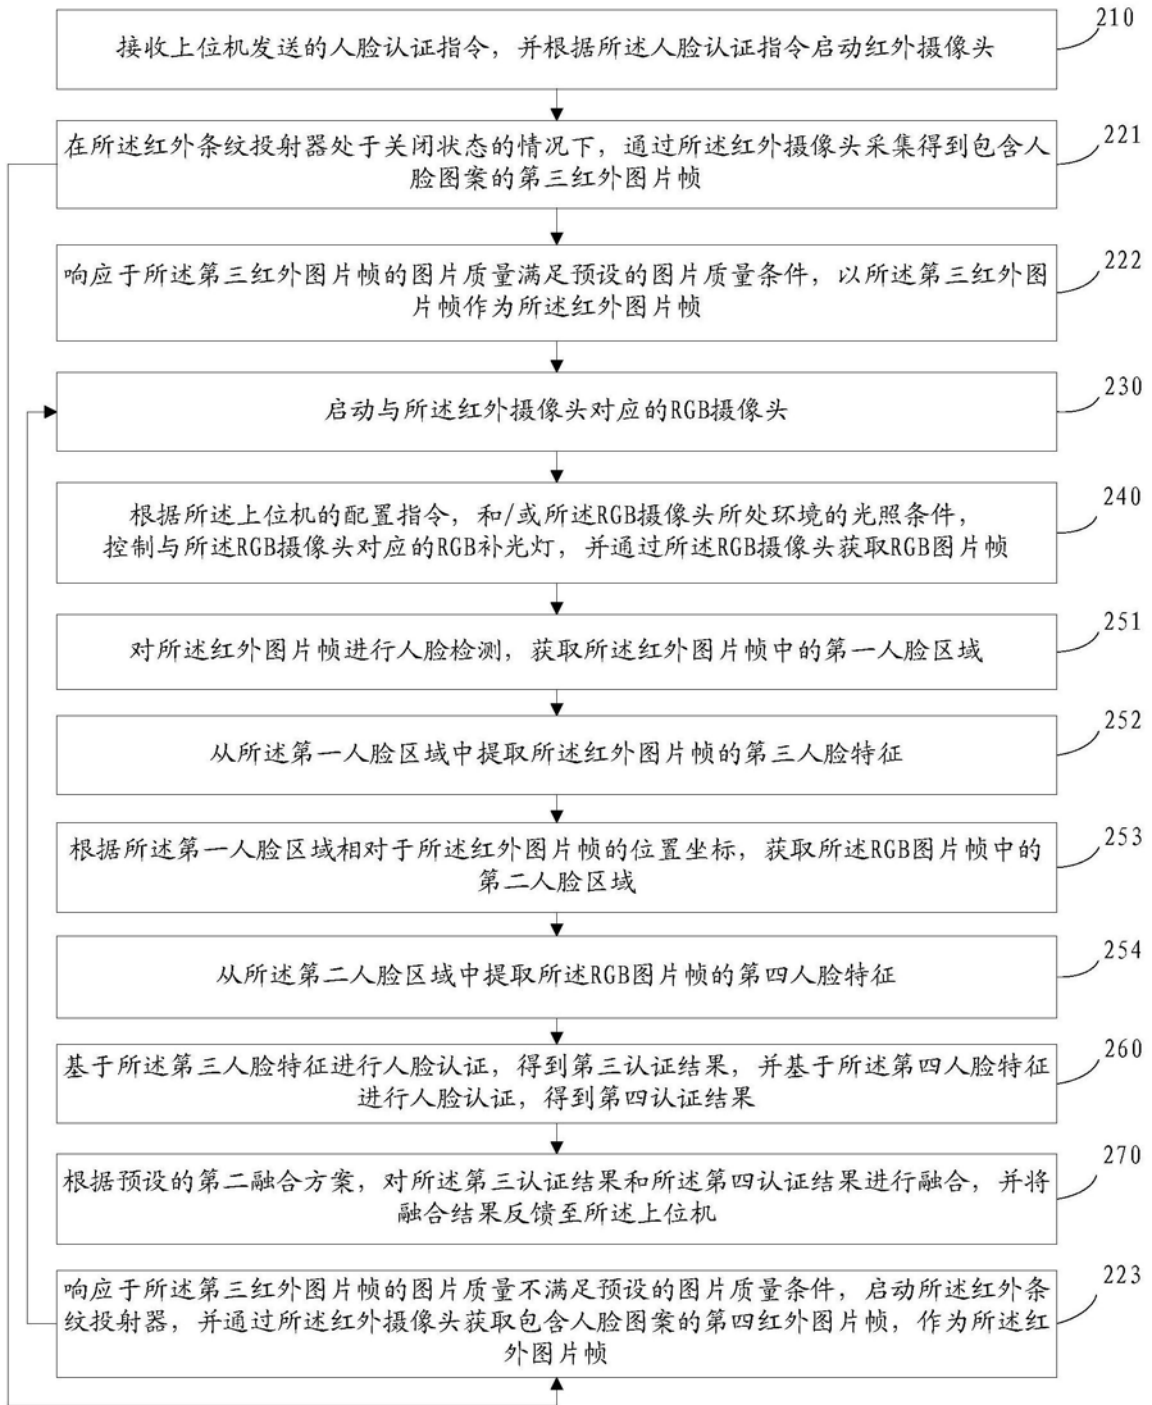 接收上位机发送的人脸认证指令，并根据所述人脸认证指令启动红外摄像头
210
在所述红外条纹投射器处于关闭状态的情况下，通过所述红外摄像头采集得到包含人
脸图案的第三红外图片帧
221
响应于所述第三红外图片帧的图片质量满足预设的图片质量条件，以所述第三红外图
片帧作为所述红外图片帧
222
启动与所述红外摄像头对应的RGB摄像头
230
根据所述上位机的配置指令，和/或所述RGB摄像头所处环境的光照条件，
控制与所述RGB摄像头对应的RGB补光灯，并通过所述RGB摄像头获取RGB图片帧
240
对所述红外图片帧进行人脸检测，获取所述红外图片帧中的第一人脸区域
251
从所述第一人脸区域中提取所述红外图片帧的第三人脸特征
252
根据所述第一人脸区域相对于所述红外图片帧的位置坐标，获取所述RGB图片帧中的
第二人脸区域
253
从所述第二人脸区域中提取所述RGB图片帧的第四人脸特征
254
基于所述第三人脸特征进行人脸认证，得到第三认证结果，并基于所述第四人脸特征
进行人脸认证，得到第四认证结果
260
根据预设的第二融合方案，对所述第三认证结果和所述第四认证结果进行融合，并将
融合结果反馈至所述上位机
270
响应于所述第三红外图片帧的图片质量不满足预设的图片质量条件，启动所述红外条
纹投射器，并通过所述红外摄像头获取包含人脸图案的第四红外图片帧，作为所述红
外图片帧
223